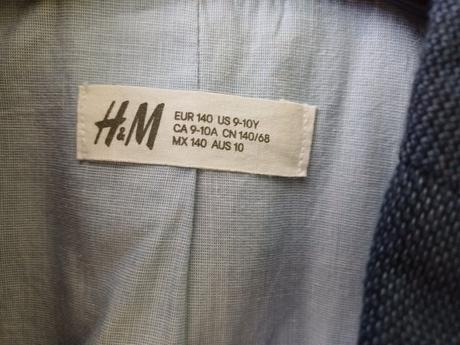 H&M
EUR 140 US 9-10Y
CA 9-10A CN 140/68
MX 140 AUS 10